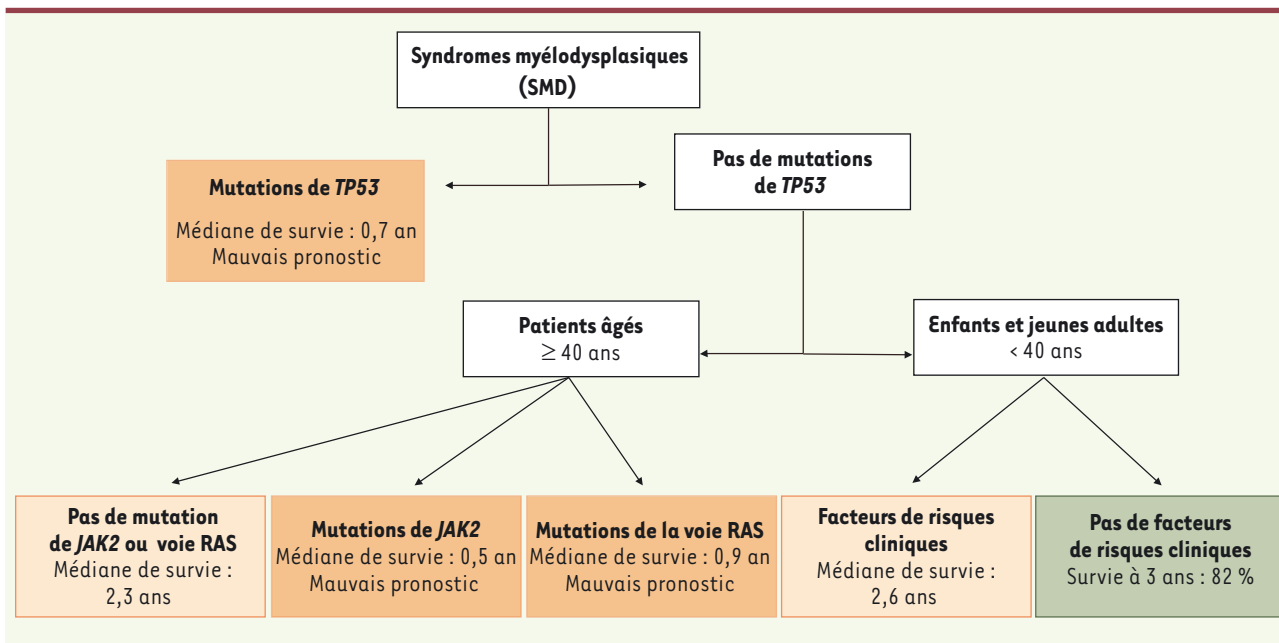 Syndromes myélodysplasiques
(SMD)
Mutations de TP53
Médiane de survie : 0,7 an
Mauvais pronostic
Pas de mutations
de TP53
Patients âgés
≥ 40 ans
Enfants et jeunes adultes
< 40 ans
Pas de mutation
de JAK2 ou voie RAS
Médiane de survie :
2,3 ans
Mutations de JAK2
Médiane de survie : 0,5 an
Mauvais pronostic
Mutations de la voie RAS
Médiane de survie : 0,9 an
Mauvais pronostic
Facteurs de risques
cliniques
Médiane de survie :
2,6 ans
Pas de facteurs
de risques cliniques
Survie à 3 ans : 82 %